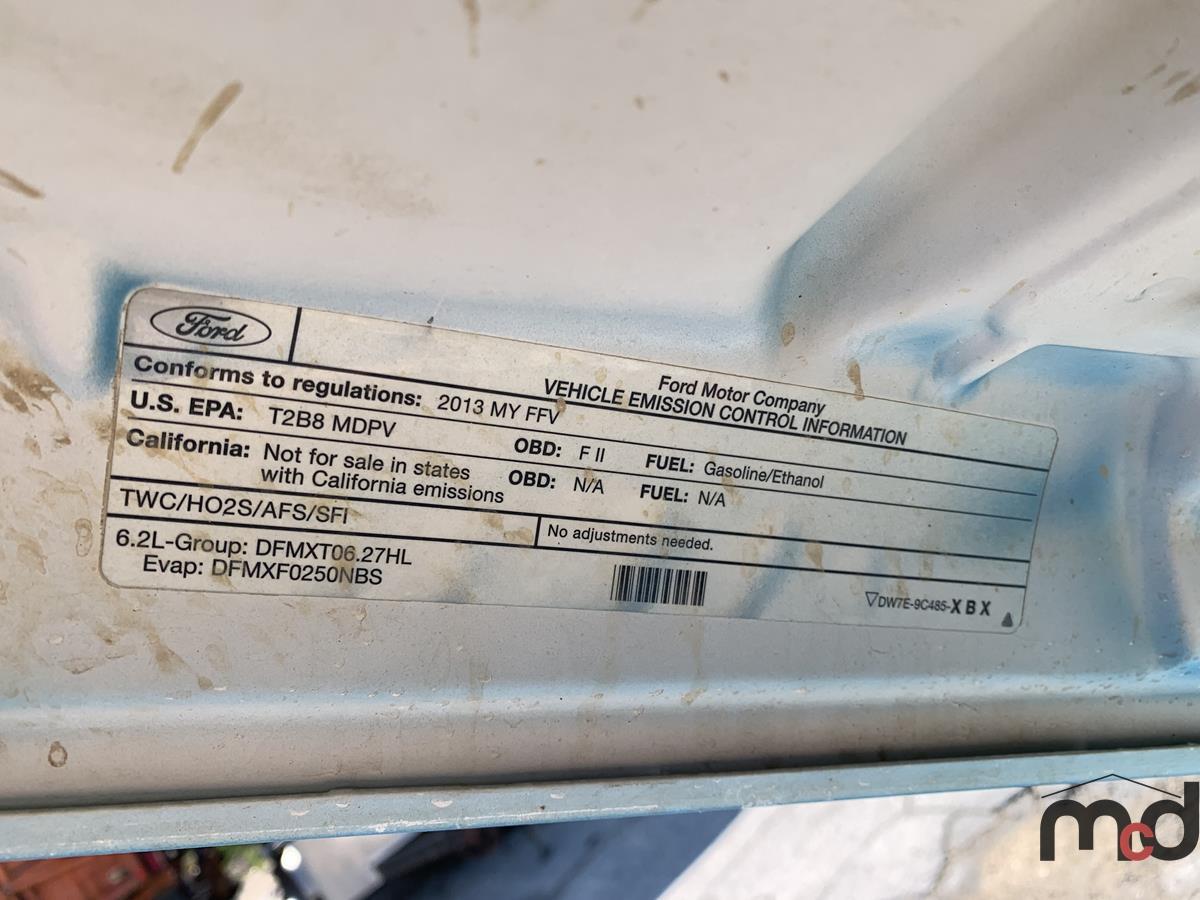 Ford
Ford Motor Company
VEHICLE EMISSION CONTROL INFORMATION
Conforms to regulations: 2013 MY FFV
U.S. EPA: T2B8 MDPV OBD: F II FUEL: Gasoline/Ethanol
California: Not for sale in states with California emissions OBD: N/A FUEL: N/A
TWC/HO2S/AFS/SFI No adjustments needed.
6.2L-Group: DFMXT06.27HL
Evap: DFMXF0250NBS
DW7E-9C485-XBX
mcd